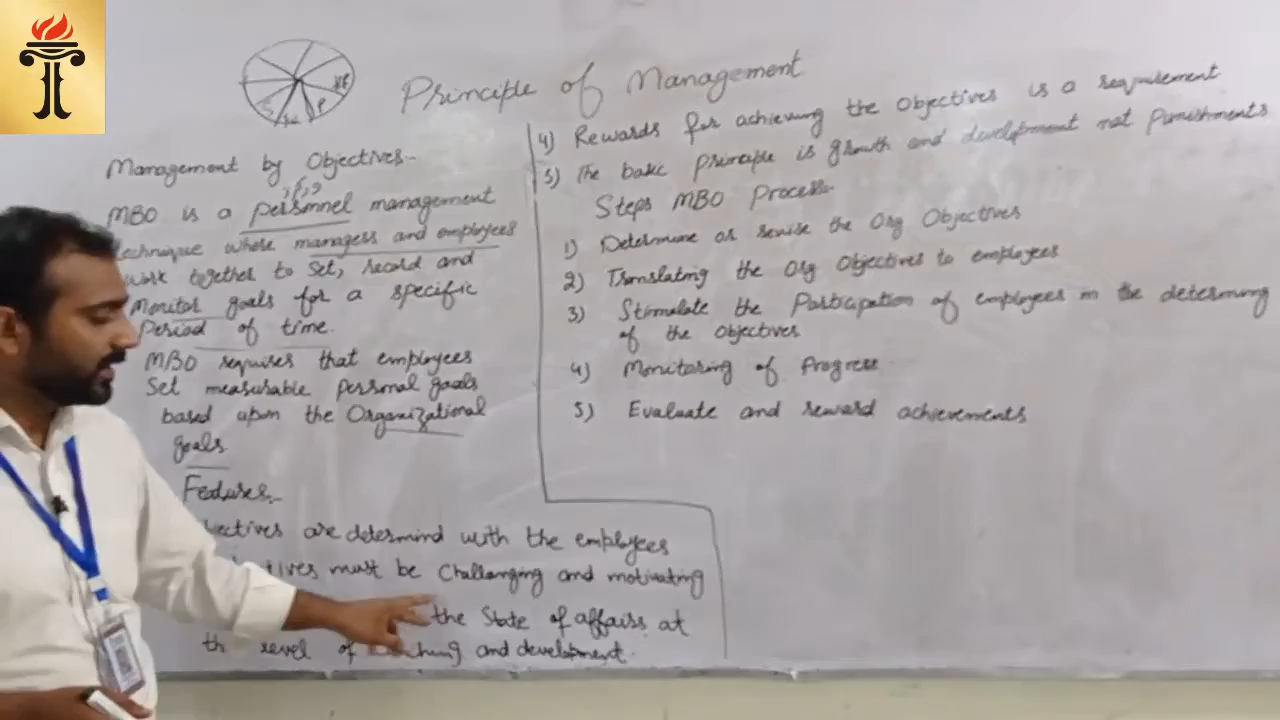 Principle of Management
Management by Objectives
MBO is a personnel management
technique where managers and employees
work together to Set, record and
Monitor goals for a specific
Period of time.
MBO requires that employees
Set measurable personal goals
based upon the Organizational
goals
Features
are determind with the employees
must be Challanging and motivating
the State of affairs at
level of and development.
4) Rewards for achieving the Objectives is a requirement
5) The basic principle is growth and development not Punishments
Steps MBO Process
1) Determine or revise the Org Objectives
2) Translating the Org Objectives to employees
3) Stimulate the Participation of employees in the determing
of the Objectives
4) Monitoring of Progress
5) Evaluate and reward achievements